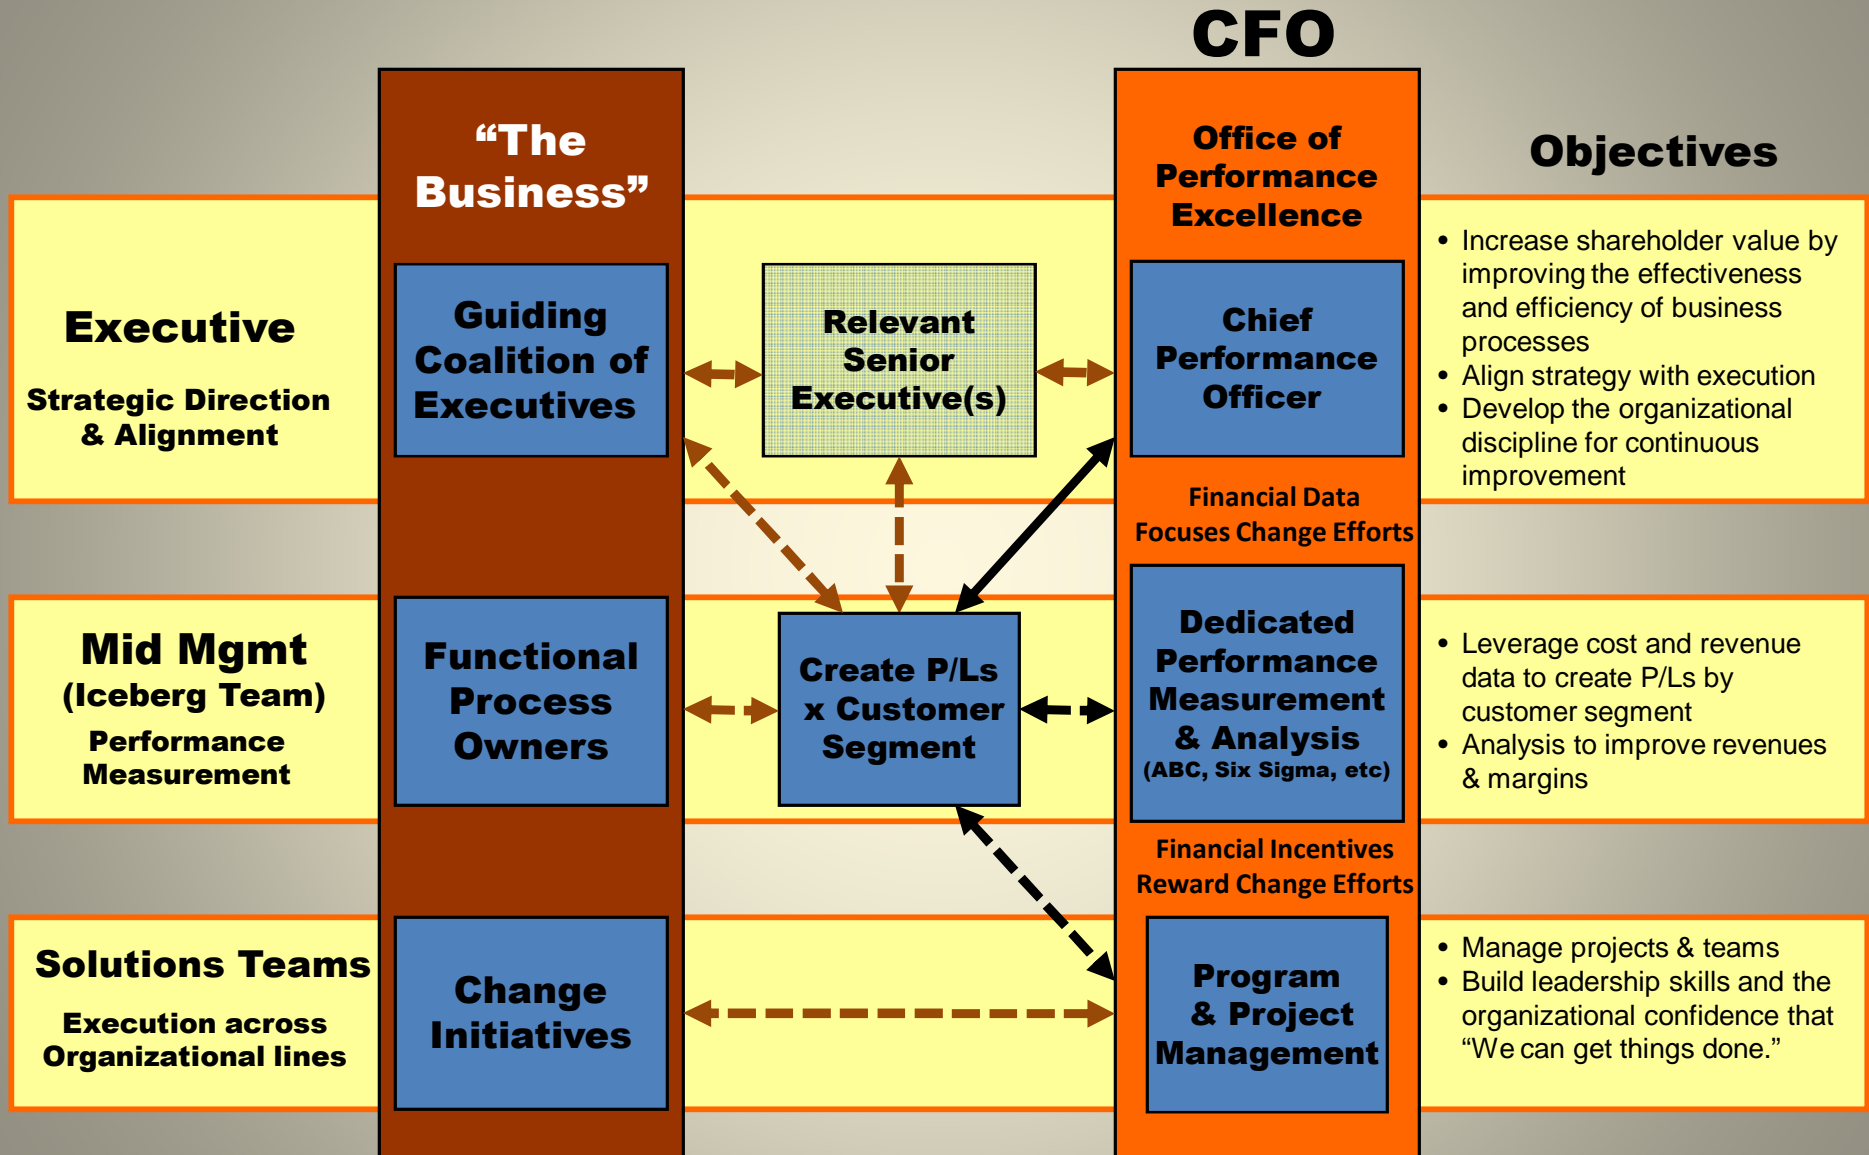 CFO
“The
Business”
Office of
Performance
Excellence
Objectives
Executive
Strategic Direction
& Alignment
Guiding
Coalition of
Executives
Relevant
Senior
Executive(s)
Chief
Performance
Officer
• Increase shareholder value by
improving the effectiveness
and efficiency of business
processes
• Align strategy with execution
• Develop the organizational
discipline for continuous
improvement
Financial Data
Focuses Change Efforts
Mid Mgmt
(Iceberg Team)
Performance
Measurement
Functional
Process
Owners
Create P/Ls
x Customer
Segment
Dedicated
Performance
Measurement
& Analysis
(ABC, Six Sigma, etc)
• Leverage cost and revenue
data to create P/Ls by
customer segment
• Analysis to improve revenues
& margins
Financial Incentives
Reward Change Efforts
Solutions Teams
Execution across
Organizational lines
Change
Initiatives
Program
& Project
Management
• Manage projects & teams
• Build leadership skills and the
organizational confidence that
“We can get things done.”